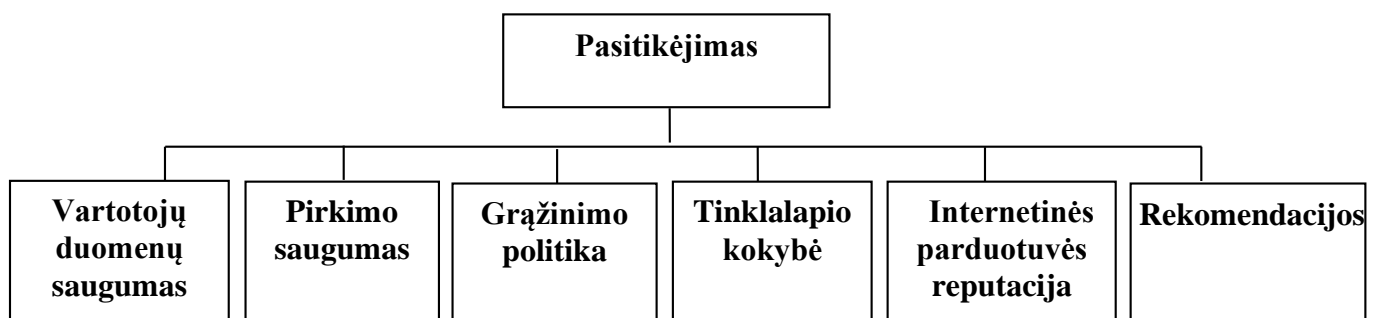 Pasitikėjimas
Vartotojų
duomenų
saugumas
Pirkimo
saugumas
Grąžinimo
politika
Tinklalapio
kokybė
Internetinės
parduotuvės
reputacija
Rekomendacijos